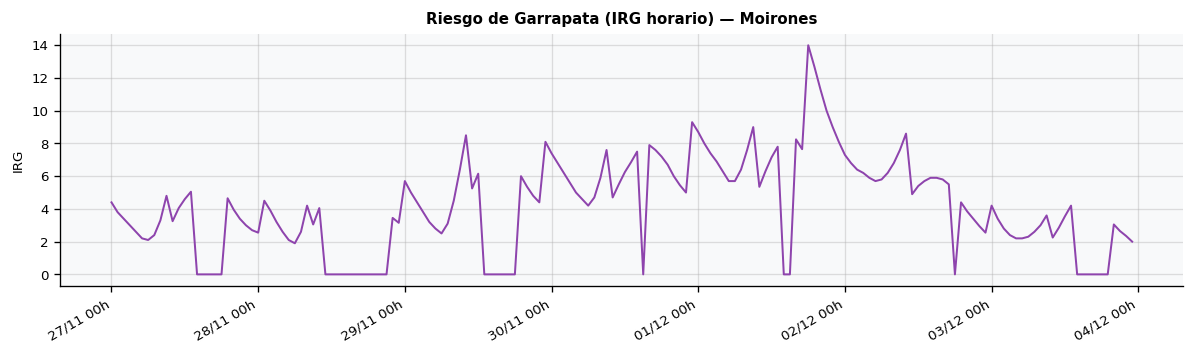 Riesgo de Garrapata (IRG horario) — Moirones
IRG
14
12
10
8
6
4
2
0
27/11 00h
28/11 00h
29/11 00h
30/11 00h
01/12 00h
02/12 00h
03/12 00h
04/12 00h